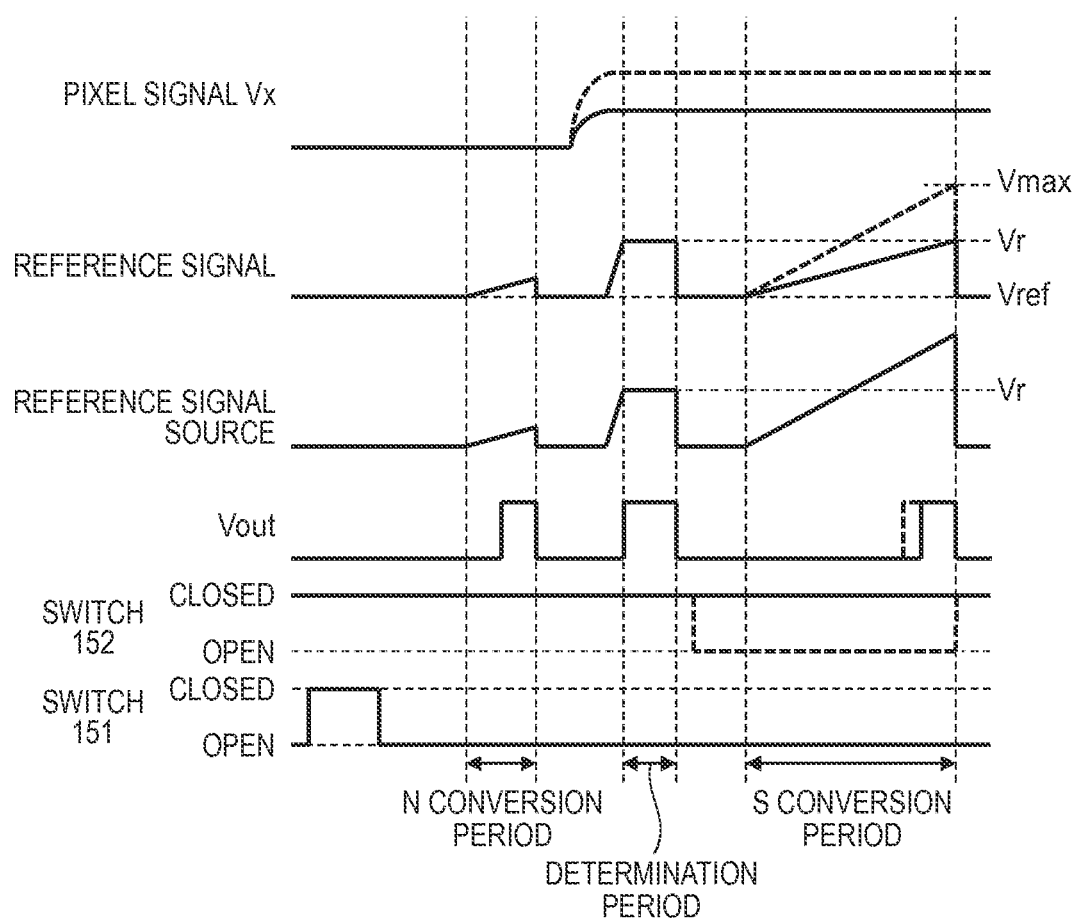 PIXEL SIGNAL Vx
Vmax
Vr
REFERENCE SIGNAL
Vref
Vr
REFERENCE SIGNAL
SOURCE
Vout
CLOSED
SWITCH
152
OPEN
CLOSED
SWITCH
151
OPEN
N CONVERSION
PERIOD
S CONVERSION
PERIOD
DETERMINATION
PERIOD